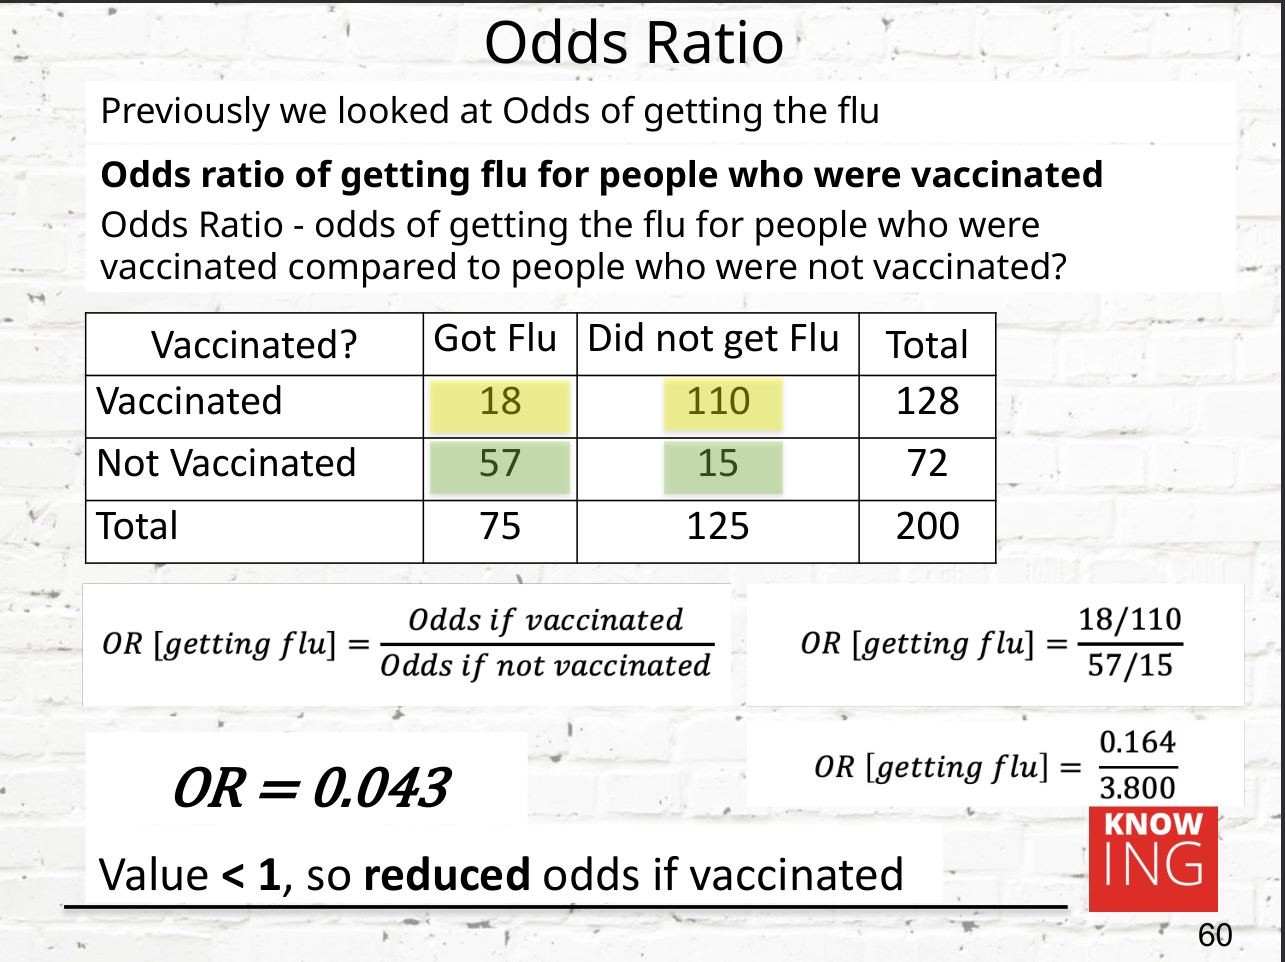 Odds Ratio
Previously we looked at Odds of getting the flu
Odds ratio of getting flu for people who were vaccinated
Odds Ratio - odds of getting the flu for people who were
vaccinated compared to people who were not vaccinated?
Vaccinated? Got Flu Did not get Flu Total
Vaccinated 18 110 128
Not Vaccinated 57 15 72
Total 75 125 200
OR [getting flu] = Odds if vaccinated / Odds if not vaccinated
OR [getting flu] = 18/110 / 57/15
OR [getting flu] = 0.164 / 3.800
OR = 0.043
Value < 1, so reduced odds if vaccinated
KNOW
ING
60